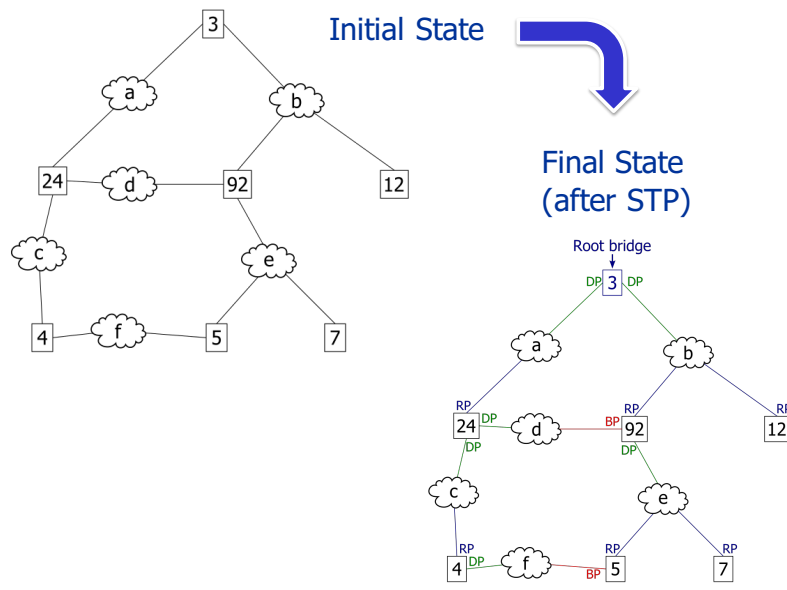 Initial State
3
a
b
24
d
92
12
c
e
4
f
5
7
Final State
(after STP)
Root bridge
DP 3 DP
a
b
RP
RP
RP
24 DP
d
BP 92
12
DP
DP
c
e
RP
RP
RP
4 DP
f
BP 5
7